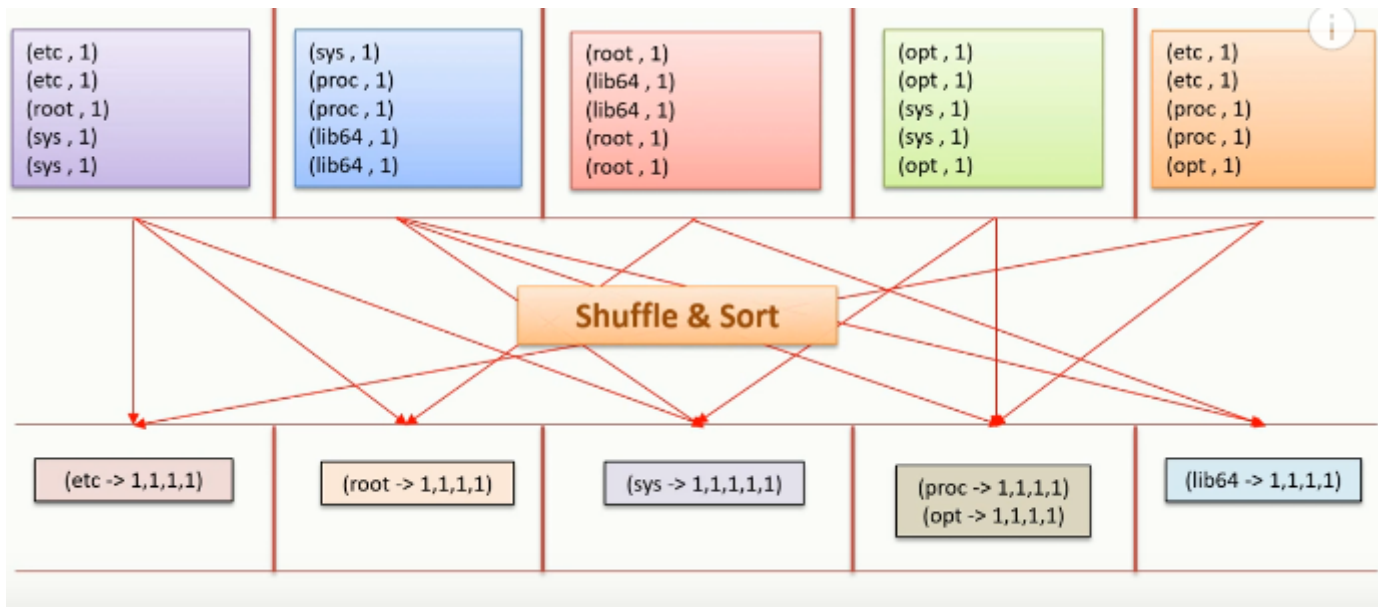 (etc , 1)
(etc , 1)
(root , 1)
(sys , 1)
(sys , 1)
(sys , 1)
(proc , 1)
(proc , 1)
(lib64 , 1)
(lib64 , 1)
(root , 1)
(lib64 , 1)
(lib64 , 1)
(root , 1)
(root , 1)
(opt , 1)
(opt , 1)
(sys , 1)
(sys , 1)
(opt , 1)
(etc , 1)
(etc , 1)
(proc , 1)
(proc , 1)
(opt , 1)
i
Shuffle & Sort
(etc -> 1,1,1,1)
(root -> 1,1,1,1)
(sys -> 1,1,1,1,1)
(proc -> 1,1,1,1)
(opt -> 1,1,1,1)
(lib64 -> 1,1,1,1)